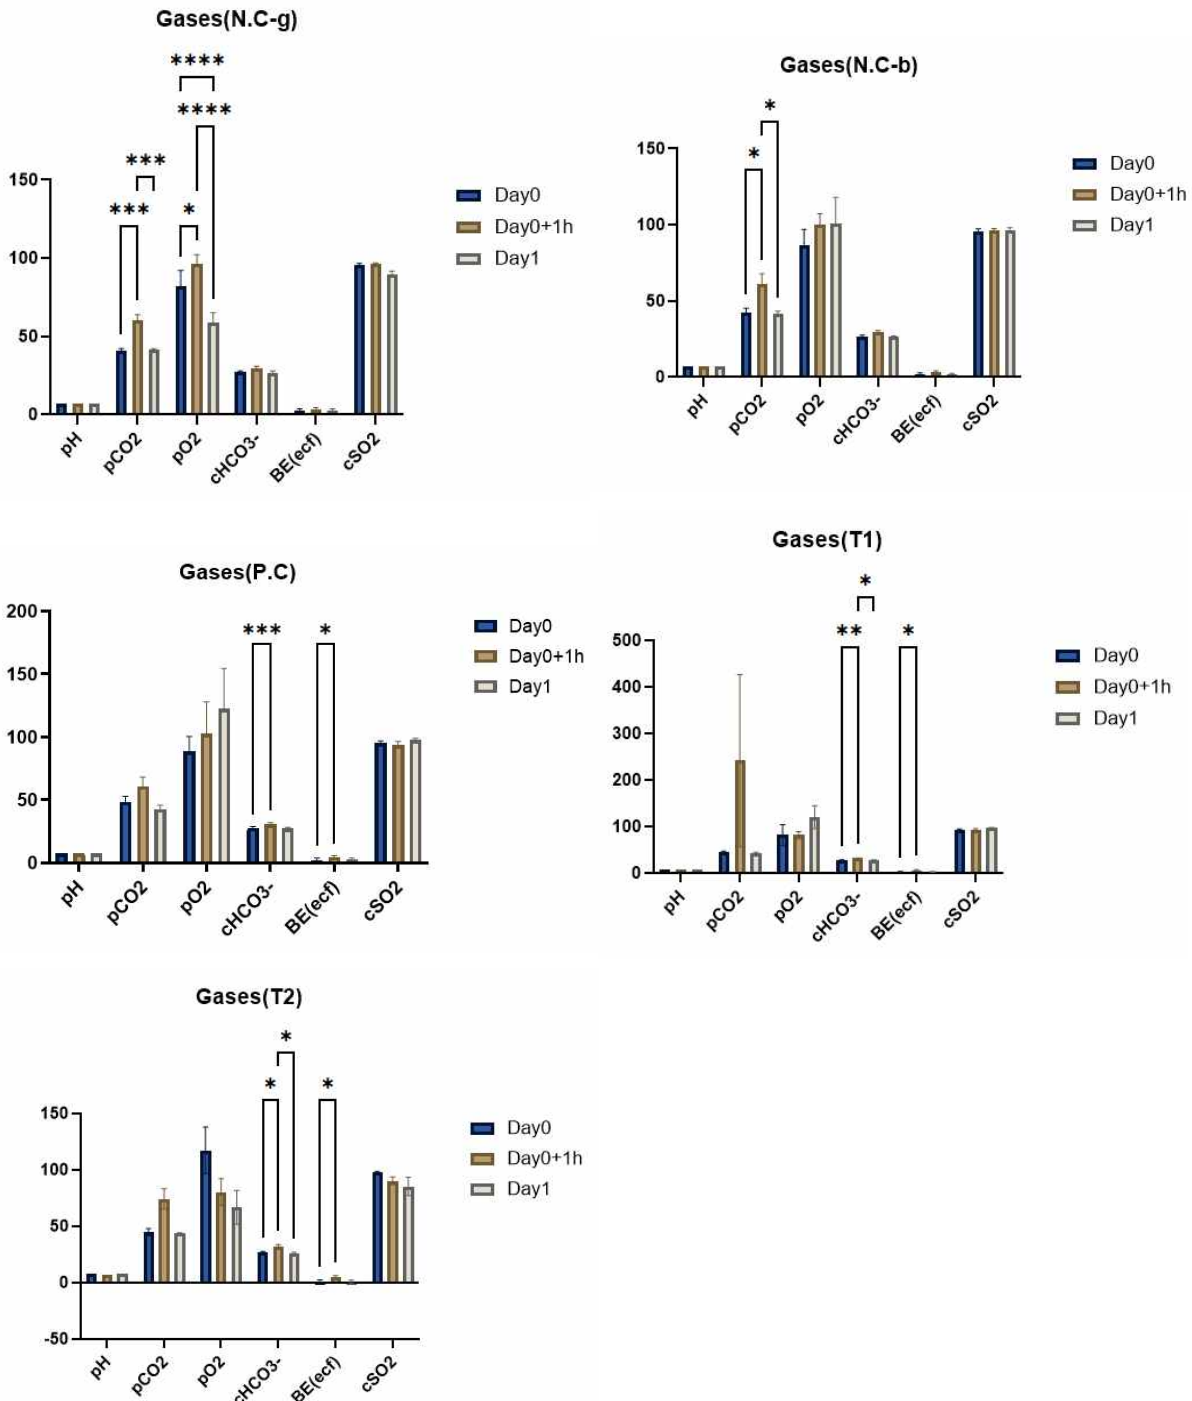 Gases(N.C-g)
****
****
***
***
*
150
100
50
0
pH
pCO2
pO2
cHCO3-
BE(ecf)
cSO2
Day0
Day0+1h
Day1
Gases(N.C-b)
*
*
150
100
50
0
pH
pCO2
pO2
cHCO3-
BE(ecf)
cSO2
Day0
Day0+1h
Day1
Gases(P.C)
***
*
200
150
100
50
0
pH
pCO2
pO2
cHCO3-
BE(ecf)
cSO2
Day0
Day0+1h
Day1
Gases(T1)
*
**
*
500
400
300
200
100
0
pH
pCO2
pO2
cHCO3-
BE(ecf)
cSO2
Day0
Day0+1h
Day1
Gases(T2)
*
*
*
150
100
50
0
-50
pH
pCO2
pO2
cHCO3-
BE(ecf)
cSO2
Day0
Day0+1h
Day1